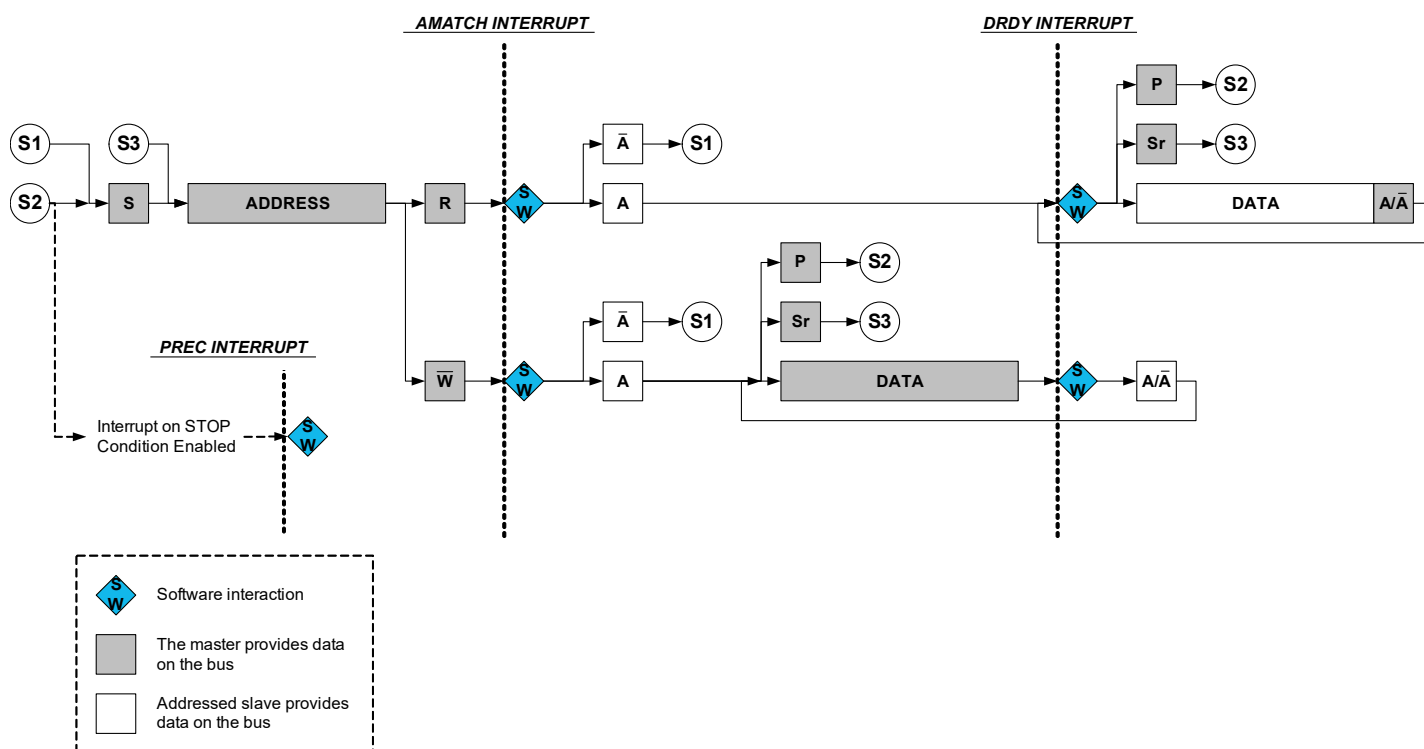 AMATCH INTERRUPT
DRDY INTERRUPT
P
S2
S1
S3
A̅
S1
Sr
S3
S2
S
ADDRESS
R
S
W
A
S
W
DATA
A/A̅
P
S2
A̅
S1
Sr
S3
PREC INTERRUPT
W̅
S
W
A
DATA
S
W
A/A̅
Interrupt on STOP
Condition Enabled
S
W
S
W
Software interaction
The master provides data
on the bus
Addressed slave provides
data on the bus